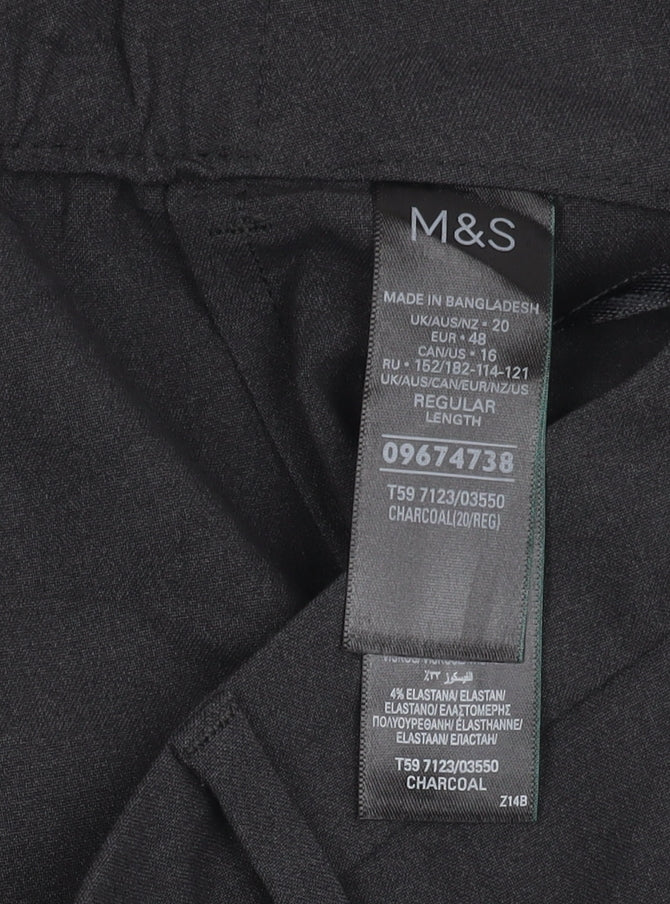 M&S
MADE IN BANGLADESH
UK/AUS/NZ • 20
EUR • 48
CAN/US • 16
RU • 152/182-114-121
UK/AUS/CAN/EUR/NZ/US
REGULAR
LENGTH
09674738
T59 7123/03550
CHARCOAL(20/REG)
الفيسكوز ٣٢٪
4% ELASTANA/ ELASTAN/
ELASTANO/ ΕΛΑΣΤΟΜΕΡΗΣ
ΠΟΛΥΟΥΡΕΘΑΝΗ/ ÉLASTHANNE/
ELASTAAN/ ЕЛАСТАН/
T59 7123/03550
CHARCOAL
Z14B